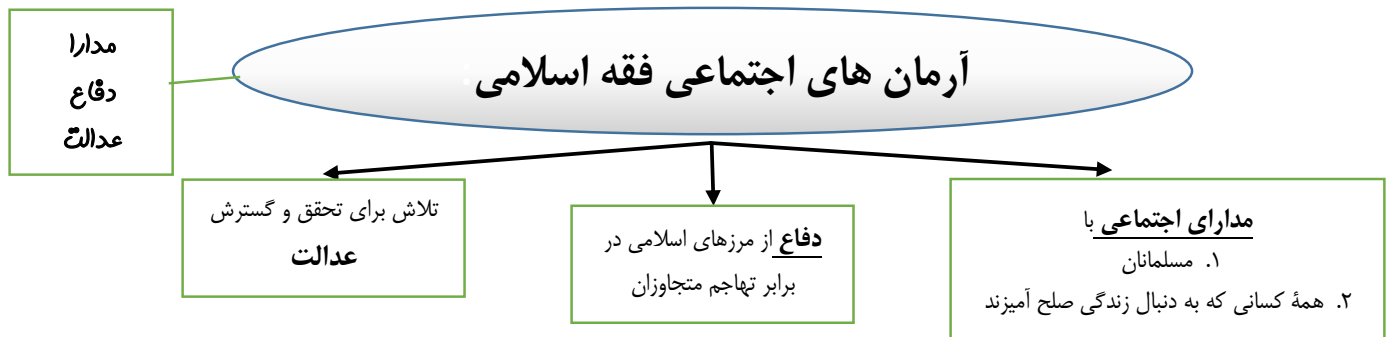 آرمان های اجتماعی فقه اسلامی:
مدارا
دفاع
عدالت
مدارای اجتماعی با
۱. مسلمانان
۲. همۀ کسانی که به دنبال زندگی صلح آمیزند
دفاع از مرزهای اسلامی در
برابر تهاجم متجاوزان
تلاش برای تحقق و گسترش
عدالت